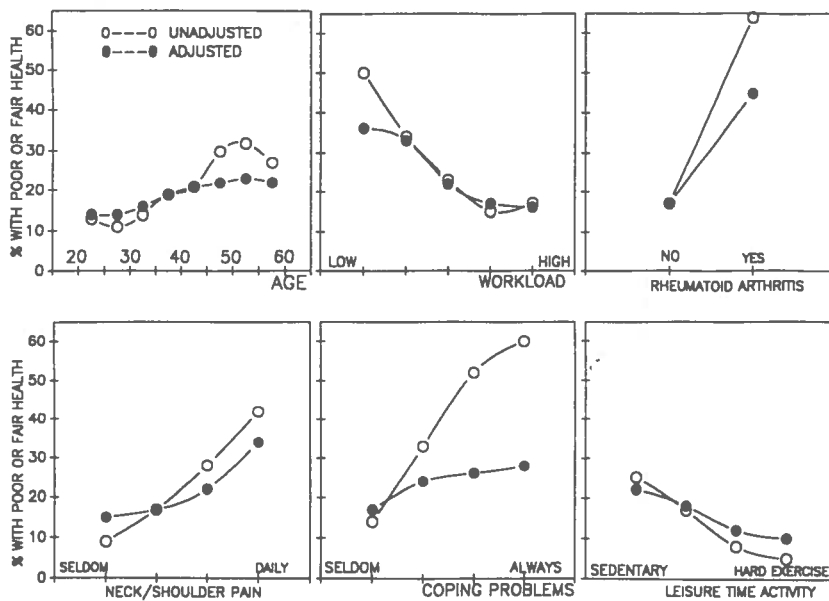 % WITH POOR OR FAIR HEALTH
60
50
40
30
20
10
0
UNADJUSTED
ADJUSTED
20 30 40 50 60
AGE
LOW HIGH
WORKLOAD
NO YES
RHEUMATOID ARTHRITIS
% WITH POOR OR FAIR HEALTH
60
50
40
30
20
10
0
SELDOM DAILY
NECK/SHOULDER PAIN
SELDOM ALWAYS
COPING PROBLEMS
SEDENTARY HARD EXERCISE
LEISURE TIME ACTIVITY